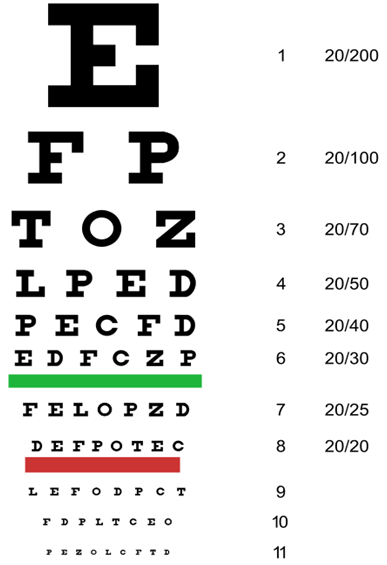 E 1 20/200
F P 2 20/100
T O Z 3 20/70
L P E D 4 20/50
P E C F D 5 20/40
E D F C Z P 6 20/30
F E L O P Z D 7 20/25
D E F P O T E C 8 20/20
L E F O D P C T 9
F D P L T C E O 10
P E Z O L C F T D 11